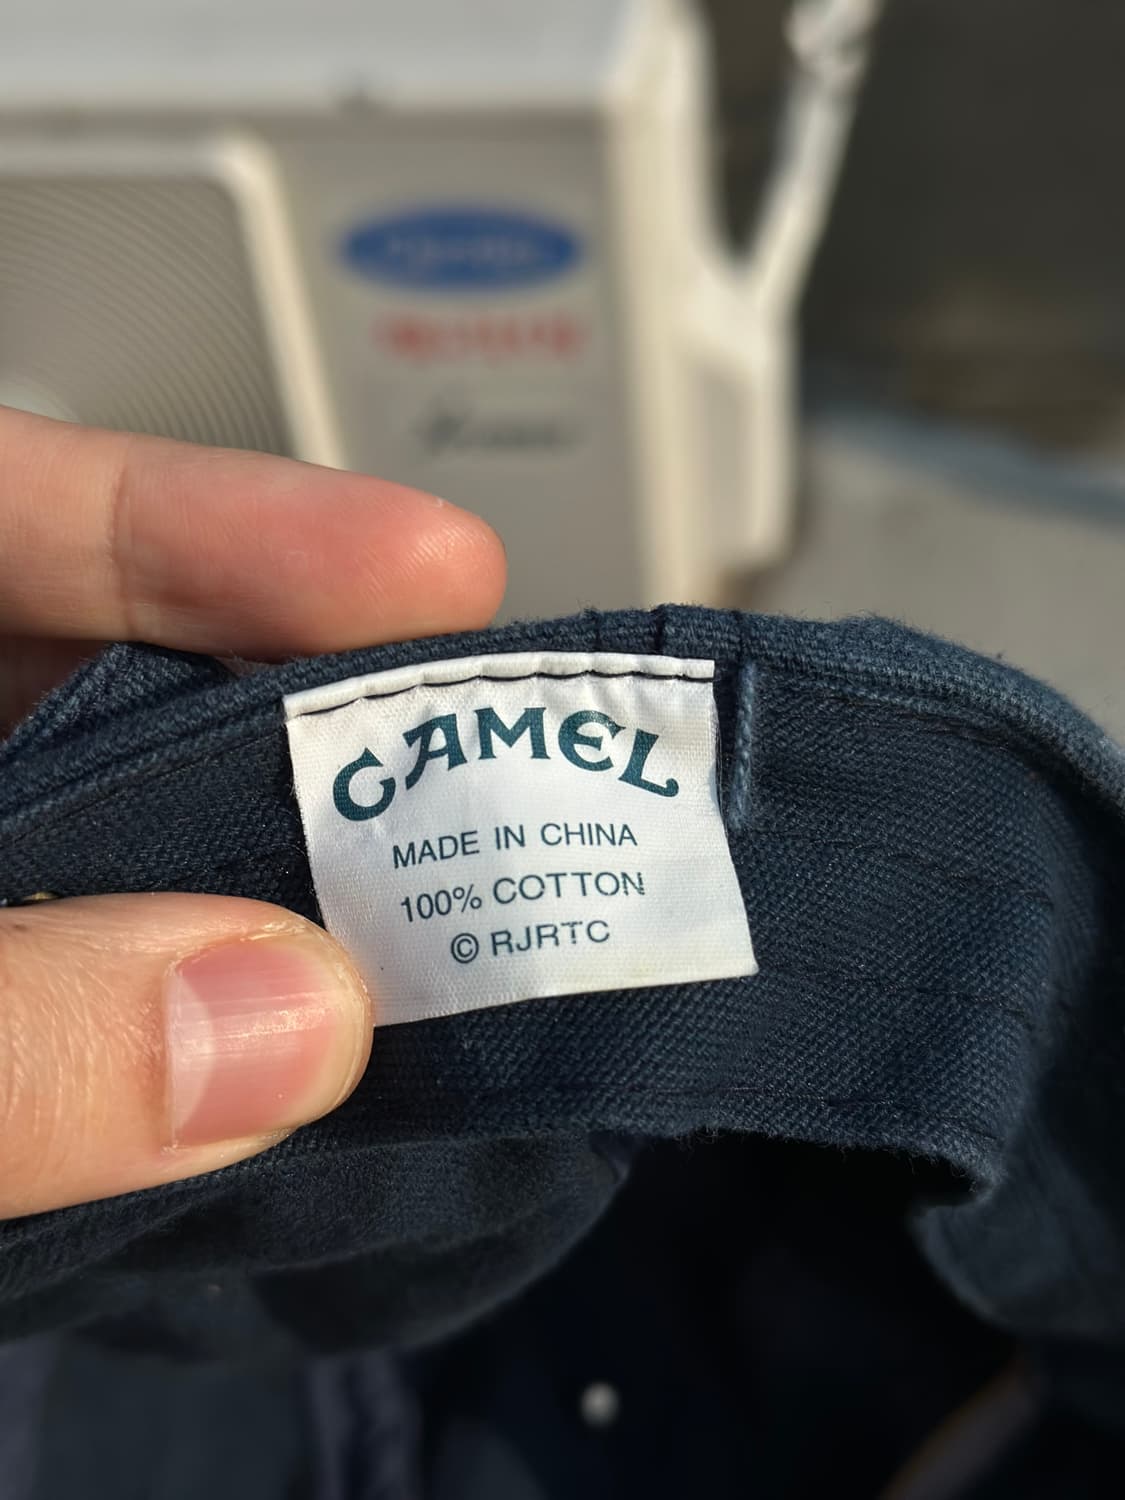 CAMEL
MADE IN CHINA
100% COTTON
© RJRTC